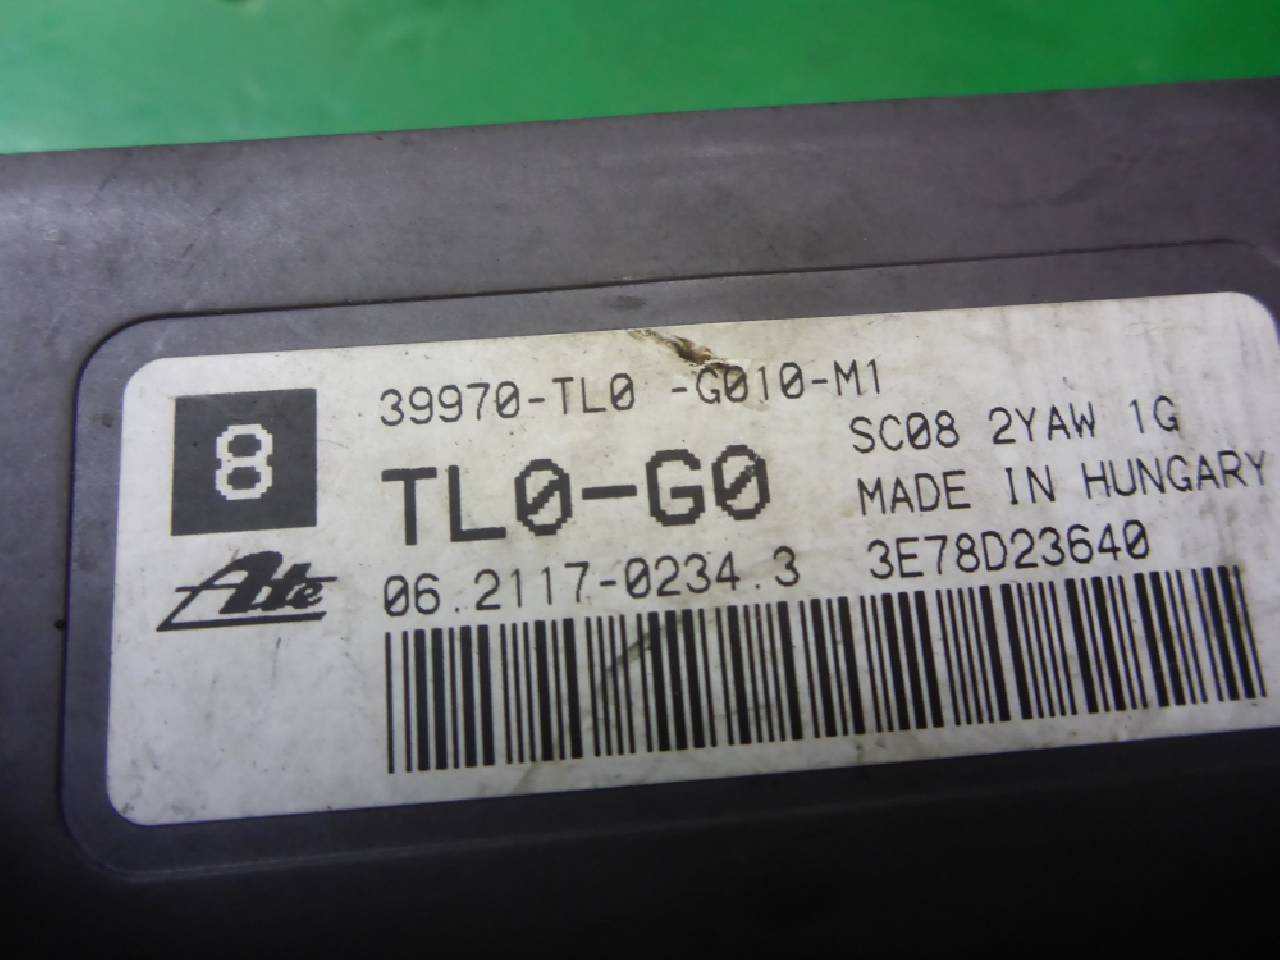 39970-TL0 -G010-M1
8
SC08 2YAW 1G
TL0-G0
MADE IN HUNGARY
Ate
06.2117-0234.3 3E78D23640